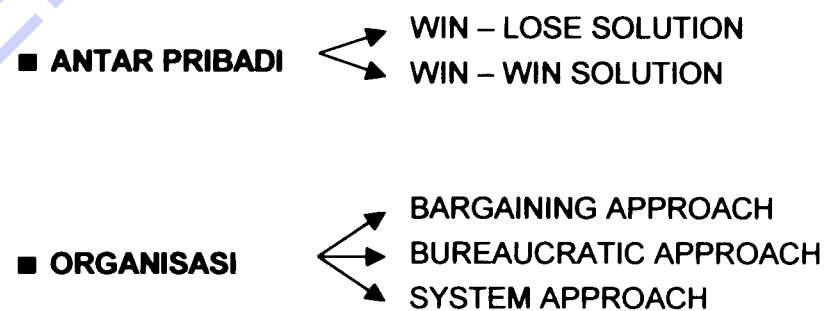 ■ ANTAR PRIBADI
WIN – LOSE SOLUTION
WIN – WIN SOLUTION
■ ORGANISASI
BARGAINING APPROACH
BUREAUCRATIC APPROACH
SYSTEM APPROACH